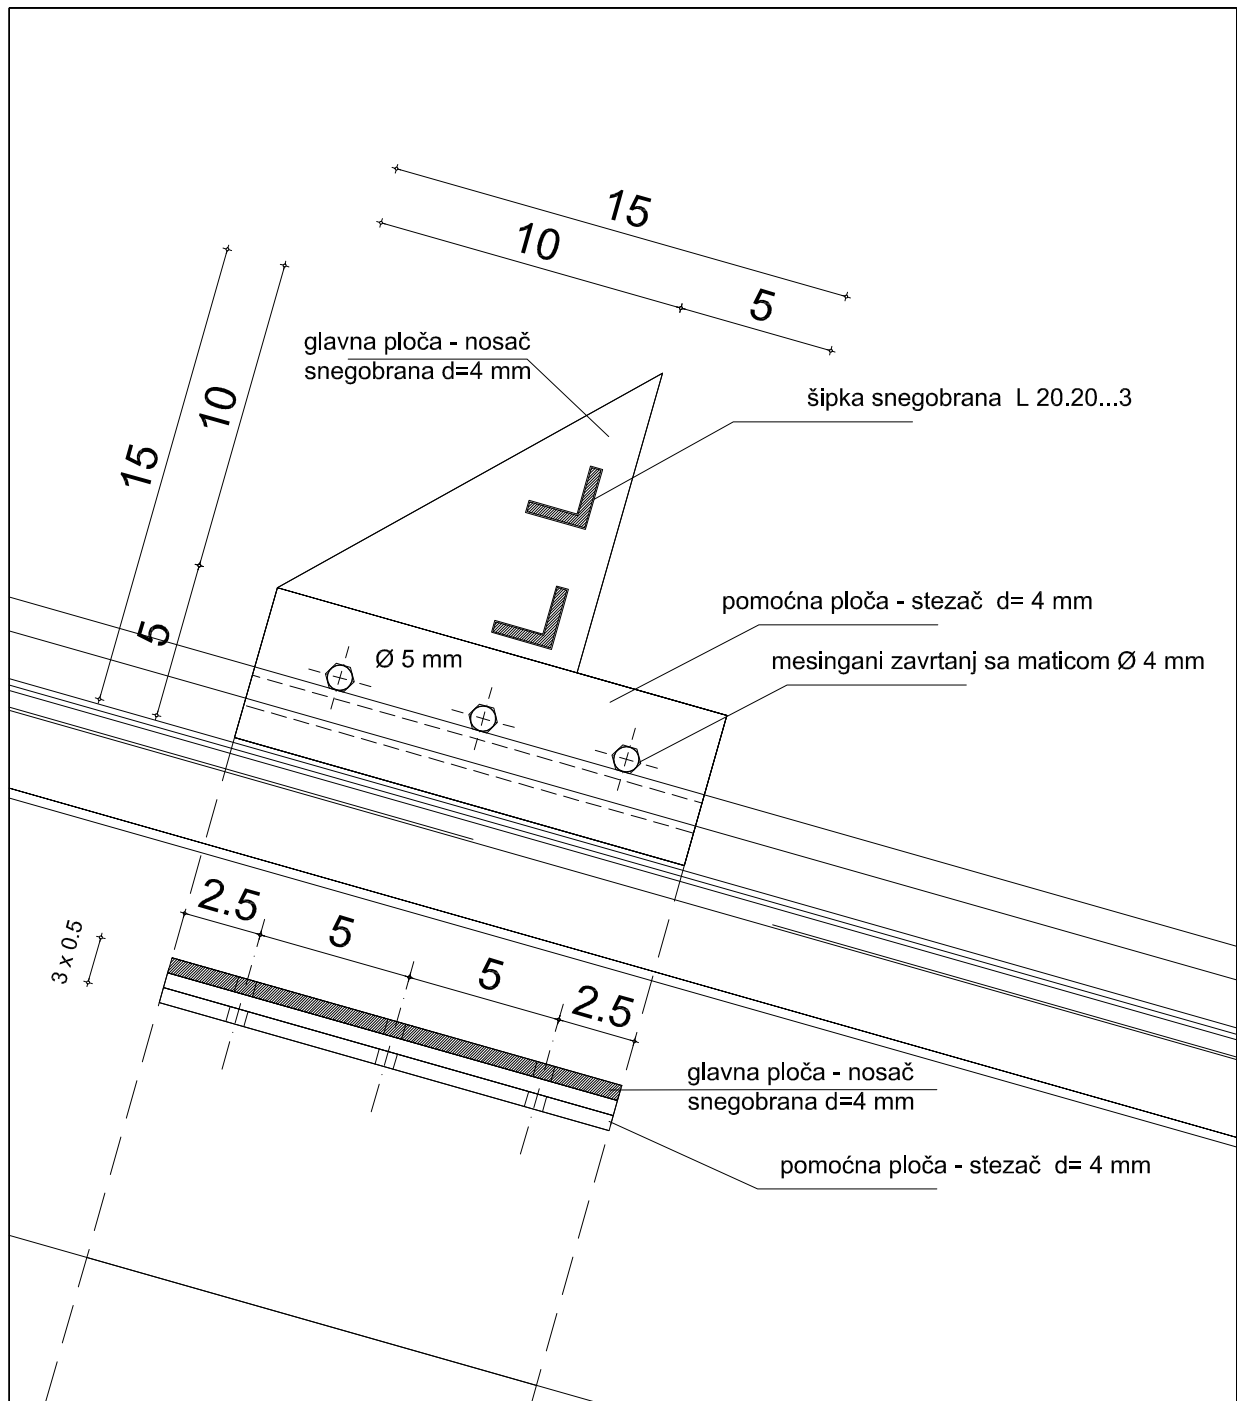 15
10
5
glavna ploča - nosač
snegobrana d=4 mm
šipka snegobrana L 20.20...3
10
15
5
pomoćna ploča - stezač d= 4 mm
Ø 5 mm
mesingani zavrtanj sa maticom Ø 4 mm
2.5
5
5
2.5
3 x 0.5
glavna ploča - nosač
snegobrana d=4 mm
pomoćna ploča - stezač d= 4 mm